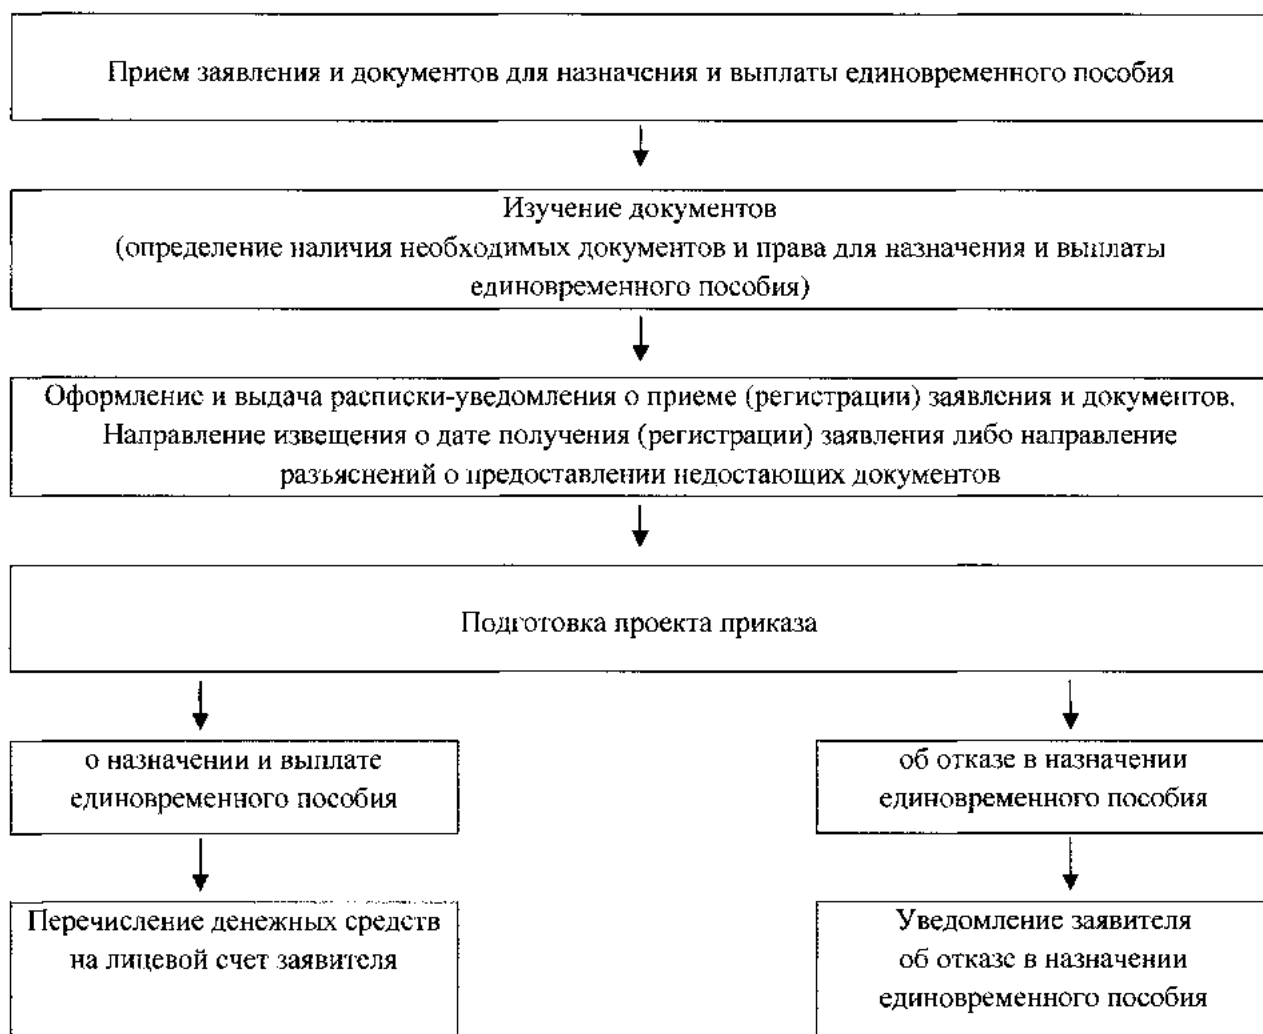 Прием заявления и документов для назначения и выплаты единовременного пособия
Изучение документов
(определение наличия необходимых документов и права для назначения и выплаты
единовременного пособия)
Оформление и выдача расписки-уведомления о приеме (регистрации) заявления и документов.
Направление извещения о дате получения (регистрации) заявления либо направление
разъяснений о предоставлении недостающих документов
Подготовка проекта приказа
о назначении и выплате
единовременного пособия
об отказе в назначении
единовременного пособия
Перечисление денежных средств
на лицевой счет заявителя
Уведомление заявителя
об отказе в назначении
единовременного пособия